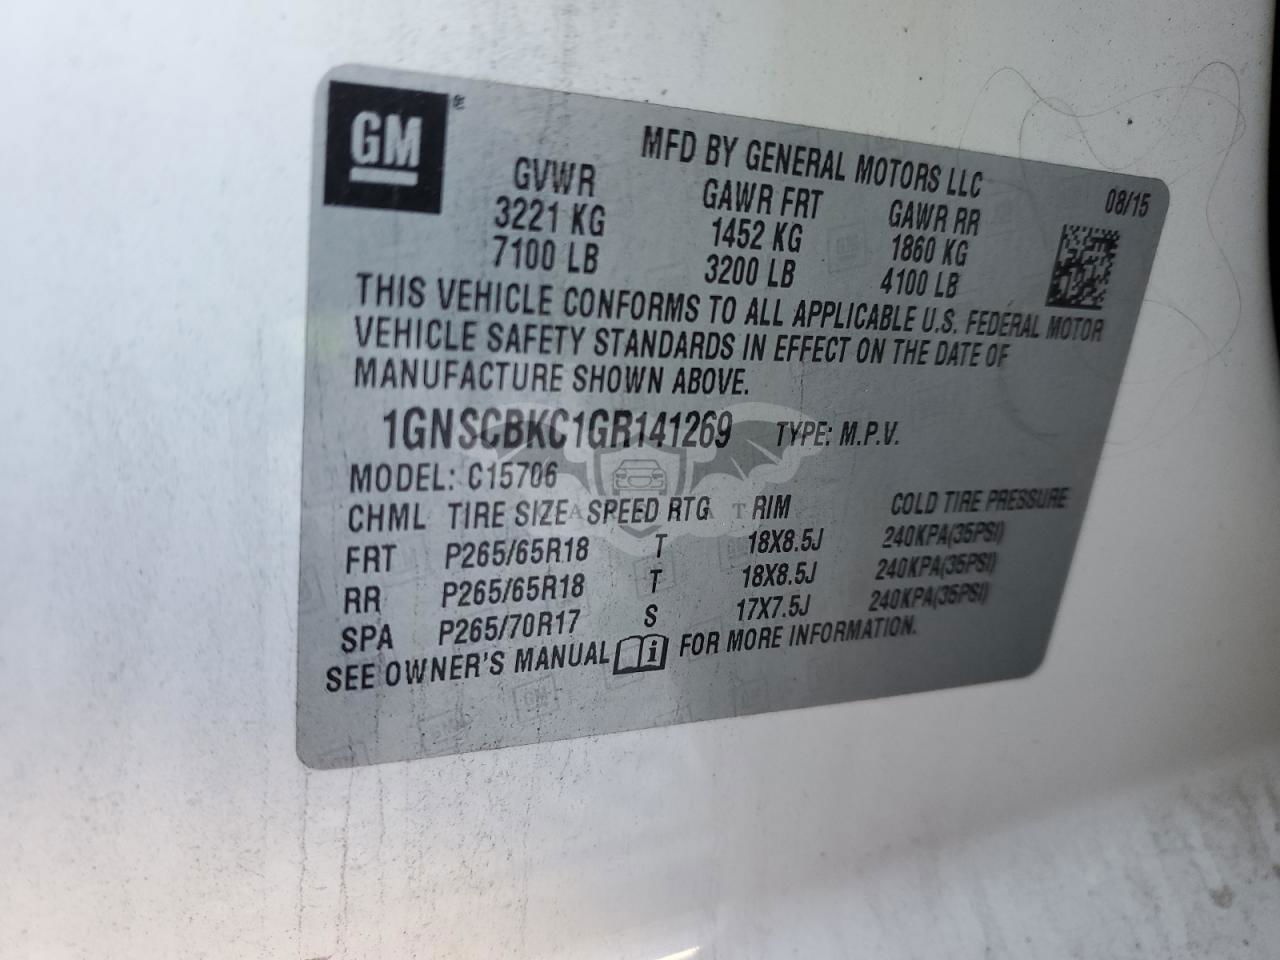 GM ®
MFD BY GENERAL MOTORS LLC
08/15
GVWR GAWR FRT GAWR RR
3221 KG 1452 KG 1860 KG
7100 LB 3200 LB 4100 LB
THIS VEHICLE CONFORMS TO ALL APPLICABLE U.S. FEDERAL MOTOR
VEHICLE SAFETY STANDARDS IN EFFECT ON THE DATE OF
MANUFACTURE SHOWN ABOVE.
1GNSCBKC1GR141269 TYPE: M.P.V.
MODEL: C15706
CHML TIRE SIZE SPEED RTG RIM COLD TIRE PRESSURE
FRT P265/65R18 T 18X8.5J 240KPA(35PSI)
RR P265/65R18 T 18X8.5J 240KPA(35PSI)
SPA P265/70R17 S 17X7.5J 240KPA(35PSI)
SEE OWNER'S MANUAL i FOR MORE INFORMATION.